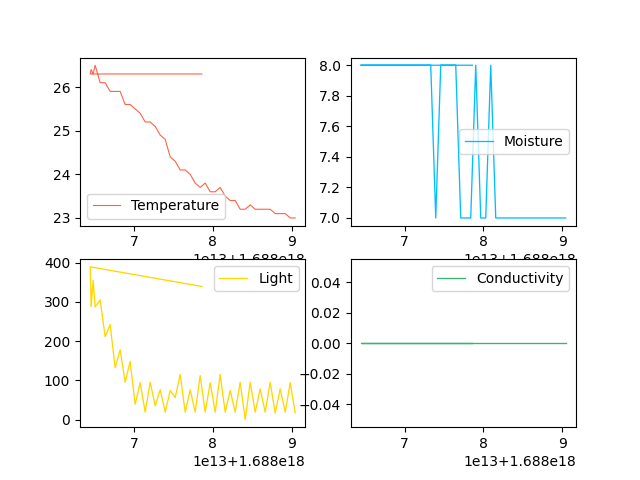 26
25
24
23
Temperature
7 8 9
1e13+1.688e18
8.0
7.8
7.6
7.4
7.2
7.0
Moisture
7 8 9
1e13+1.688e18
400
300
200
100
0
Light
7 8 9
1e13+1.688e18
0.04
0.02
0.00
−0.02
−0.04
Conductivity
7 8 9
1e13+1.688e18